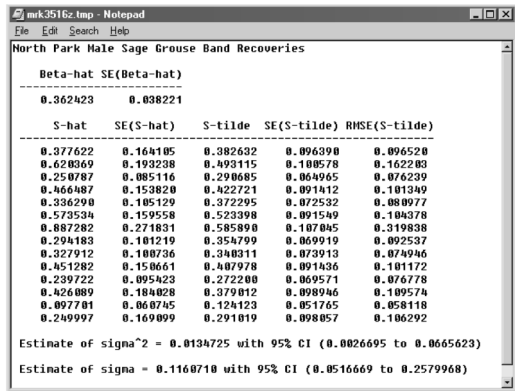 mrk3516z.tmp - Notepad
File Edit Search Help
North Park Male Sage Grouse Band Recoveries
Beta-hat SE(Beta-hat)
0.362423 0.038221
S-hat SE(S-hat) S-tilde SE(S-tilde) RMSE(S-tilde)
0.377622 0.164105 0.382632 0.096390 0.096520
0.620369 0.193238 0.493115 0.100578 0.162203
0.250787 0.085116 0.290685 0.064965 0.076239
0.466487 0.153820 0.422721 0.091412 0.101349
0.336290 0.105129 0.372295 0.072532 0.080977
0.573534 0.159558 0.523398 0.091549 0.104378
0.887282 0.271831 0.585890 0.107045 0.319838
0.294183 0.101219 0.354799 0.069919 0.092537
0.327912 0.100736 0.340311 0.073913 0.074946
0.451282 0.150661 0.407978 0.091436 0.101172
0.239722 0.095423 0.272200 0.069571 0.076778
0.426089 0.184028 0.379012 0.098946 0.109574
0.097701 0.060745 0.124123 0.051765 0.058118
0.249997 0.169099 0.291019 0.098057 0.106292
Estimate of sigma^2 = 0.0134725 with 95% CI (0.0026695 to 0.0665623)
Estimate of sigma = 0.1160710 with 95% CI (0.0516669 to 0.2579968)